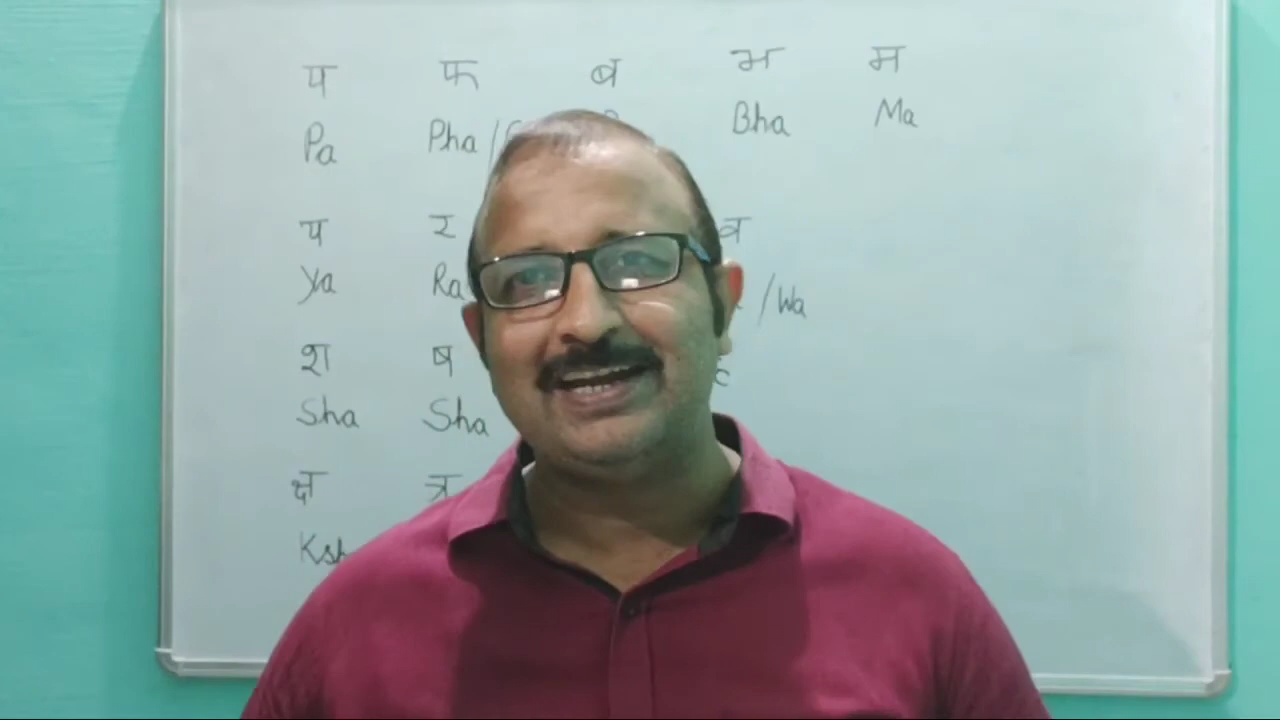 प फ ब भ म
Pa Pha / Bha Ma
य र व
Ya Ra / Wa
श ष
Sha Sha
क्ष त्र